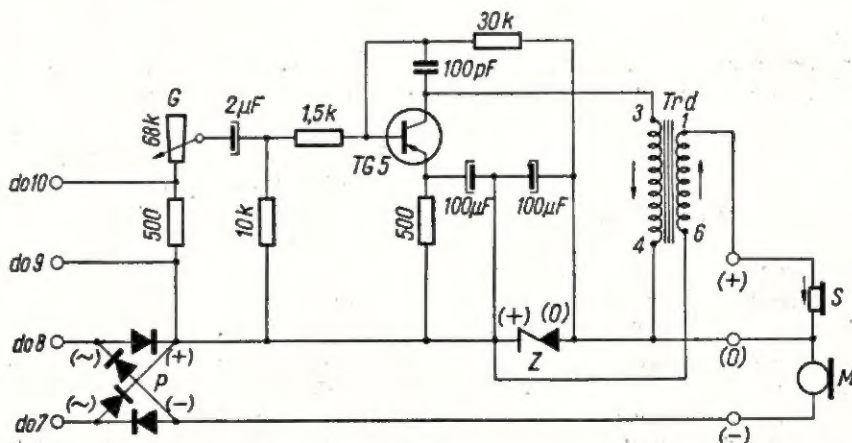 30k
100pF
G
2µF
1,5k
Trd
3
1
68k
TG5
do10
500
10k
500
100µF
100µF
4
6
do9
(+)
S
do8
(~)
(+)
P
(+)
(0)
Z
(0)
M
(~)
(-)
do7
(-)